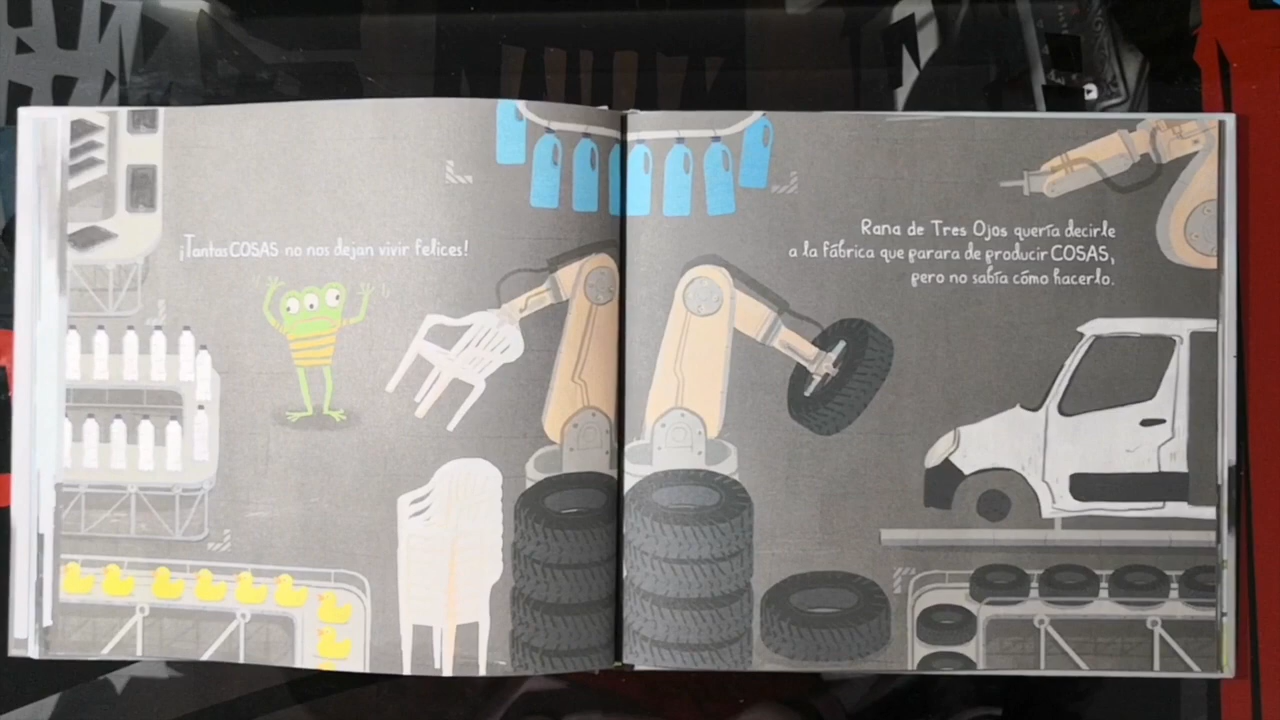 ¡Tantas COSAS no nos dejan vivir felices!
Rana de Tres Ojos quería decirle
a la fábrica que parara de producir COSAS,
pero no sabía cómo hacerlo.